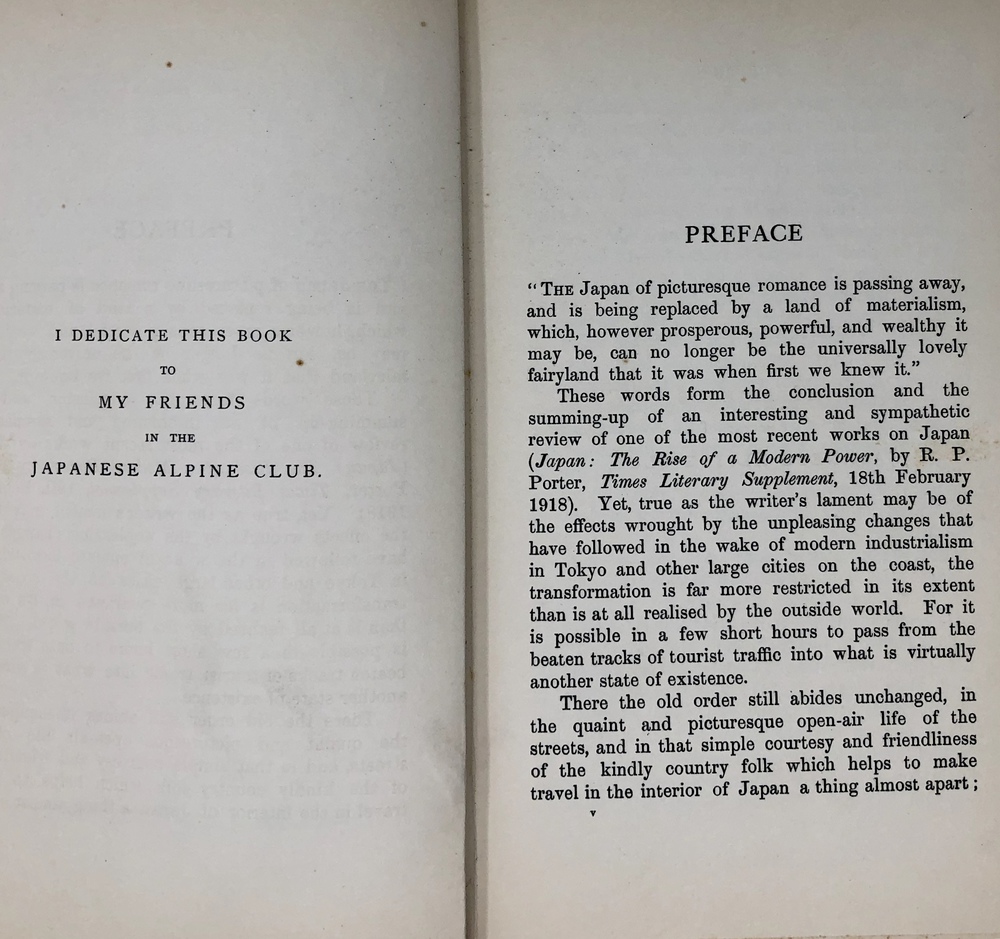 I DEDICATE THIS BOOK
TO
MY FRIENDS
IN THE
JAPANESE ALPINE CLUB.
PREFACE
“THE Japan of picturesque romance is passing away,
and is being replaced by a land of materialism,
which, however prosperous, powerful, and wealthy it
may be, can no longer be the universally lovely
fairyland that it was when first we knew it.”
These words form the conclusion and the
summing-up of an interesting and sympathetic
review of one of the most recent works on Japan
(Japan: The Rise of a Modern Power, by R. P.
Porter, Times Literary Supplement, 18th February
1918). Yet, true as the writer's lament may be of
the effects wrought by the unpleasing changes that
have followed in the wake of modern industrialism
in Tokyo and other large cities on the coast, the
transformation is far more restricted in its extent
than is at all realised by the outside world. For it
is possible in a few short hours to pass from the
beaten tracks of tourist traffic into what is virtually
another state of existence.
There the old order still abides unchanged, in
the quaint and picturesque open-air life of the
streets, and in that simple courtesy and friendliness
of the kindly country folk which helps to make
travel in the interior of Japan a thing almost apart;
v